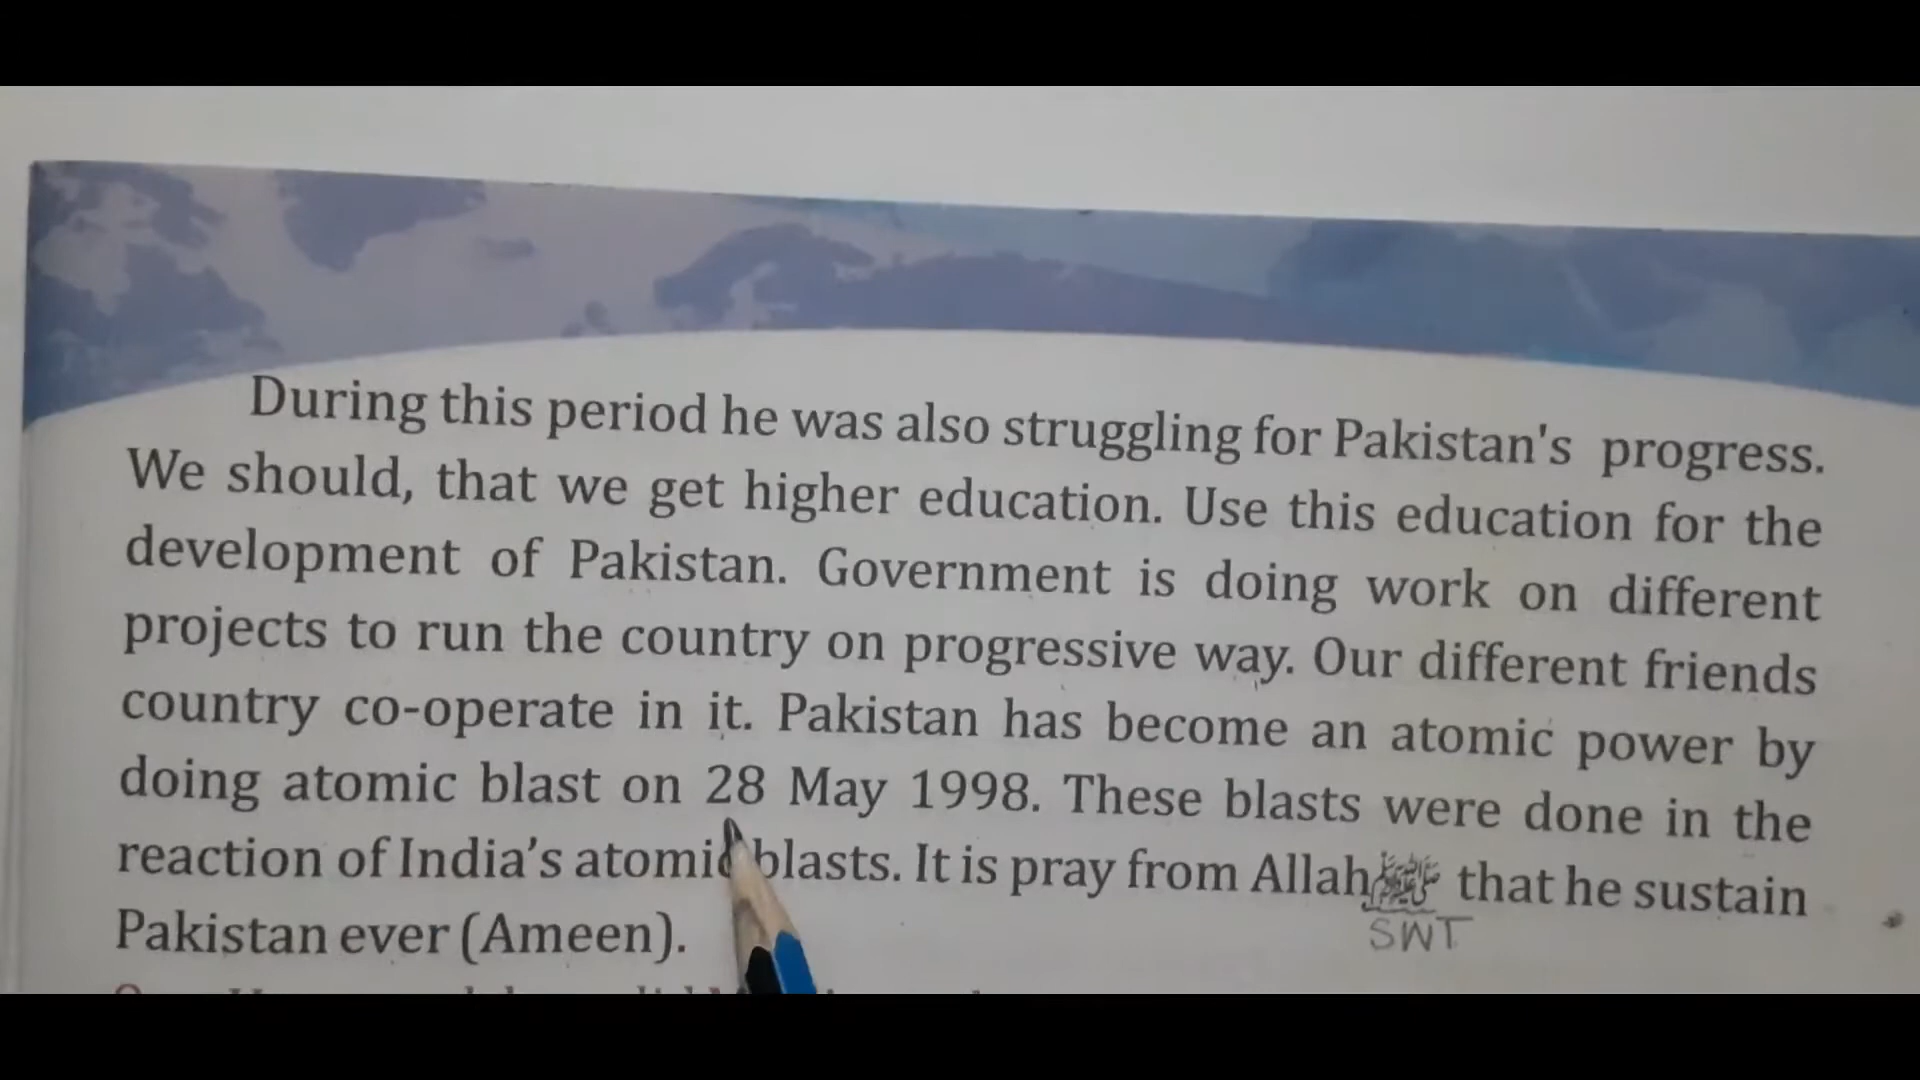 During this period he was also struggling for Pakistan's progress.
We should, that we get higher education. Use this education for the
development of Pakistan. Government is doing work on different
projects to run the country on progressive way. Our different friends
country co-operate in it. Pakistan has become an atomic power by
doing atomic blast on 28 May 1998. These blasts were done in the
reaction of India's atomic blasts. It is pray from Allah that he sustain
SWT
Pakistan ever (Ameen).